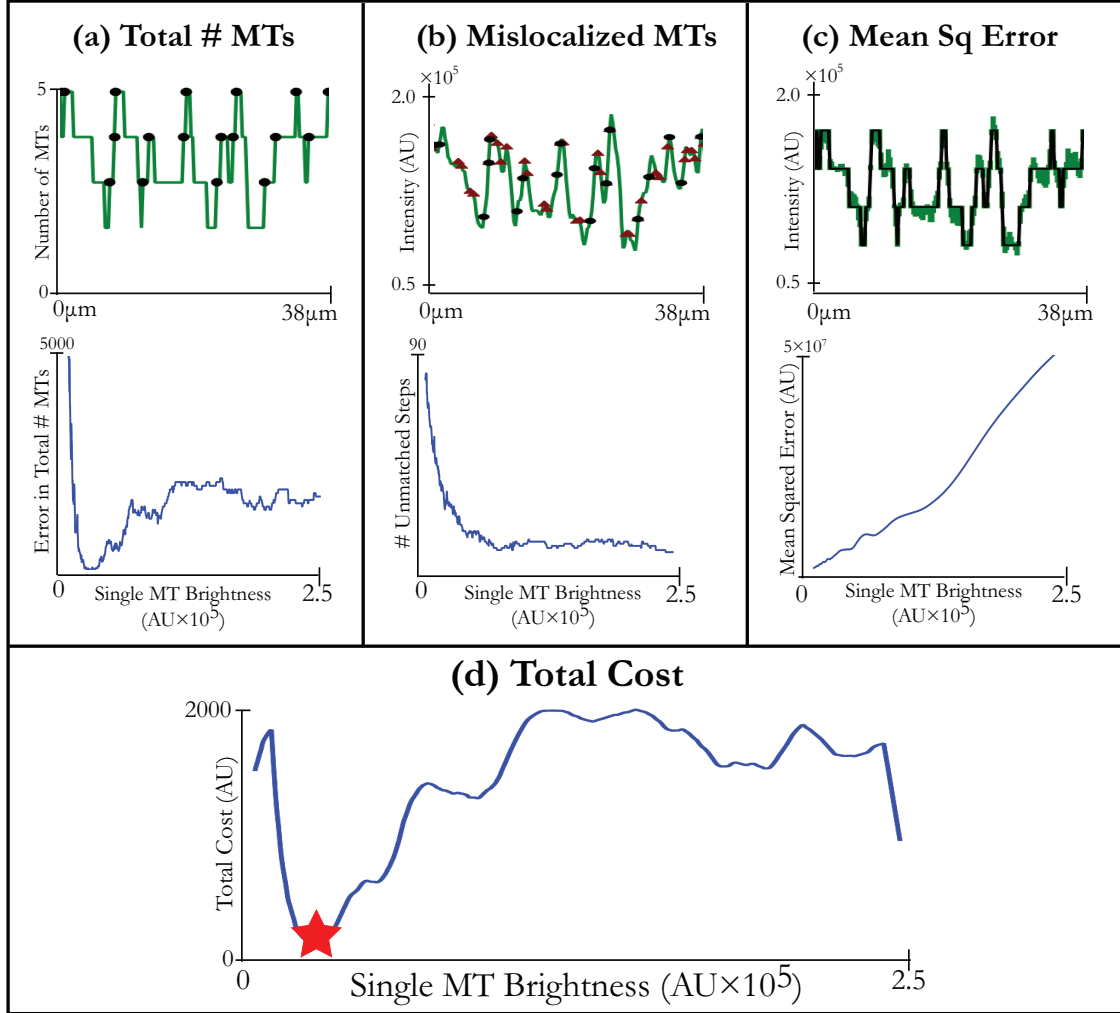 (a) Total # MTs
5
Number of MTs
0
0μm
38μm
5000
Error in Total # MTs
0
2.5
Single MT Brightness
(AU×10⁵)
(b) Mislocalized MTs
×10⁵
2.0
Intensity (AU)
0.5
0μm
38μm
90
# Unmatched Steps
0
2.5
Single MT Brightness
(AU×10⁵)
(c) Mean Sq Error
×10⁵
2.0
Intensity (AU)
0.5
0μm
38μm
5×10⁷
Mean Sqared Error (AU)
0
2.5
Single MT Brightness
(AU×10⁵)
(d) Total Cost
2000
Total Cost (AU)
0
0
2.5
Single MT Brightness (AU×10⁵)